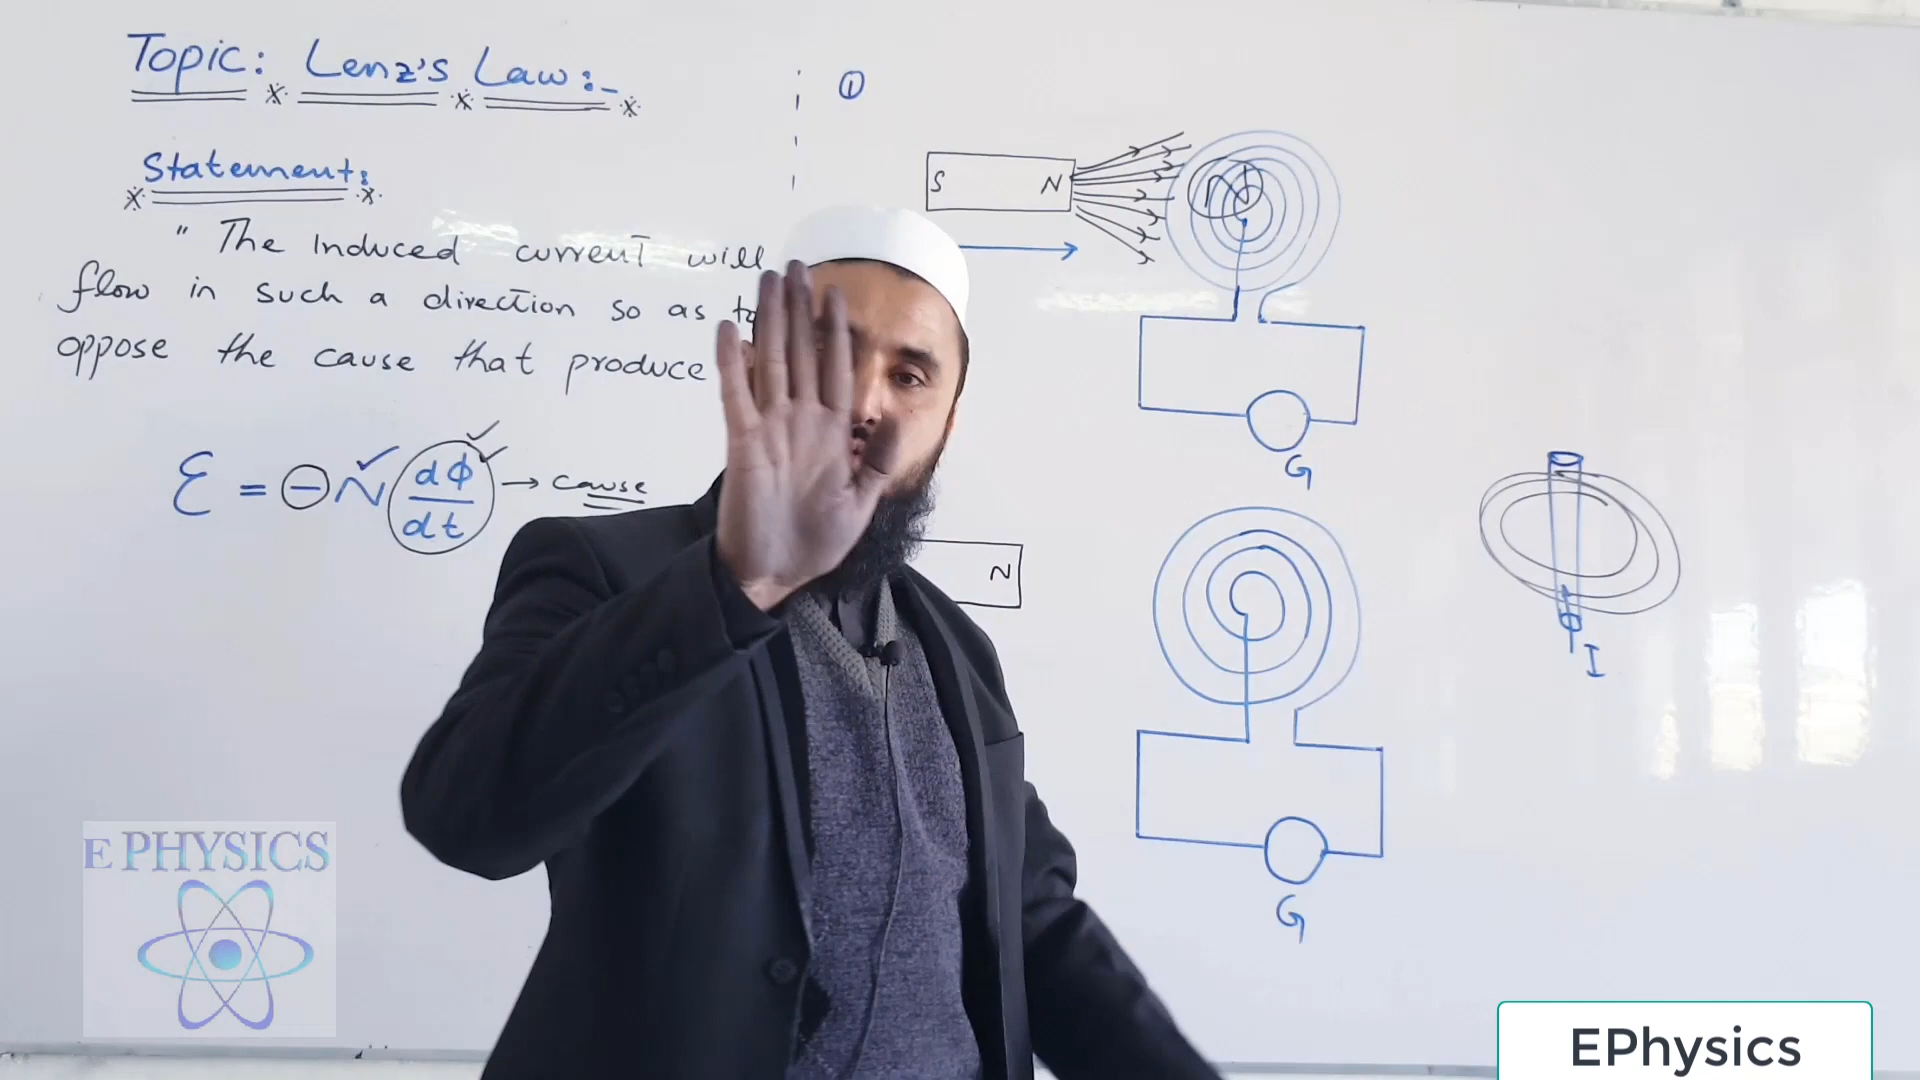 Topic: Lenz's Law:-
Statement:
" The Induced current will
flow in such a direction so as to
oppose the cause that produce
ℰ = - N dΦ/dt → cause
①
S N
N
G
N
G
I
E PHYSICS
EPhysics